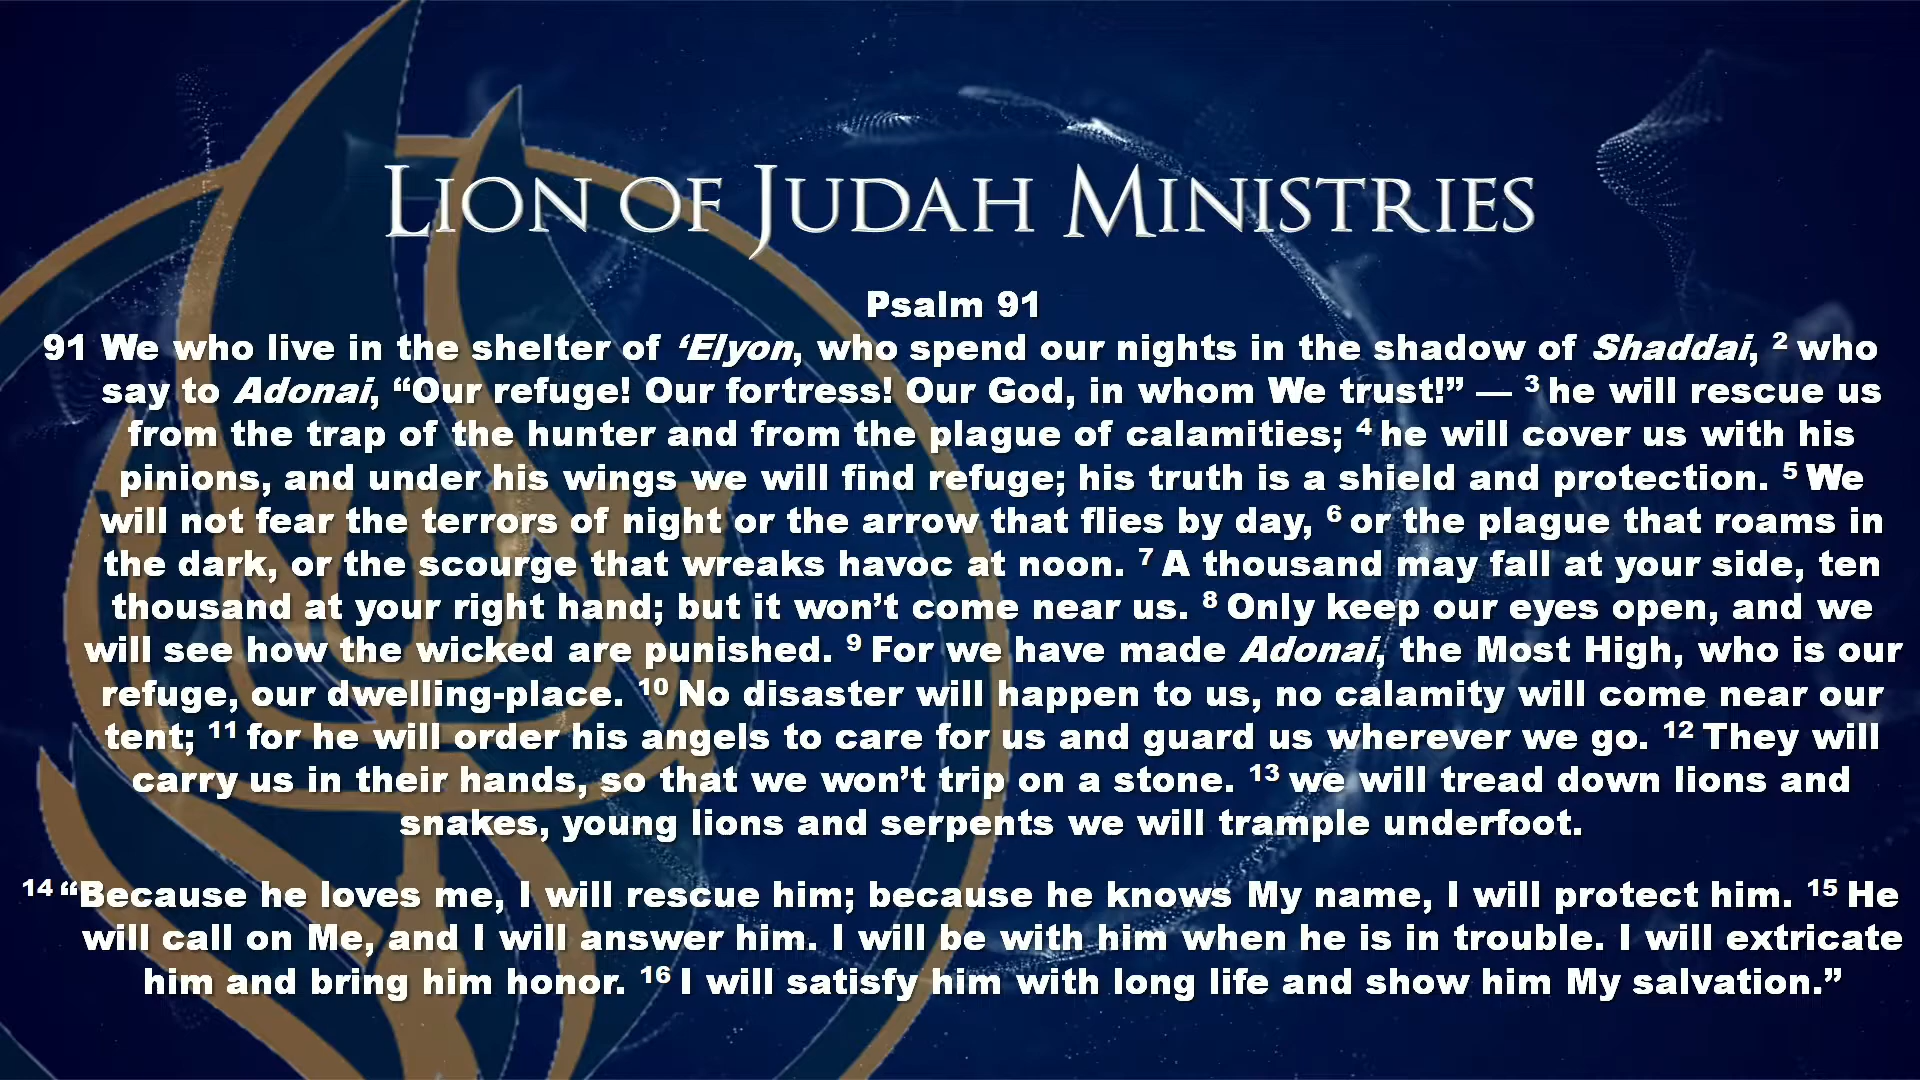 Lion of Judah Ministries
Psalm 91
91 We who live in the shelter of ‘Elyon, who spend our nights in the shadow of Shaddai, 2 who
say to Adonai, “Our refuge! Our fortress! Our God, in whom We trust!” — 3 he will rescue us
from the trap of the hunter and from the plague of calamities; 4 he will cover us with his
pinions, and under his wings we will find refuge; his truth is a shield and protection. 5 We
will not fear the terrors of night or the arrow that flies by day, 6 or the plague that roams in
the dark, or the scourge that wreaks havoc at noon. 7 A thousand may fall at your side, ten
thousand at your right hand; but it won’t come near us. 8 Only keep our eyes open, and we
will see how the wicked are punished. 9 For we have made Adonai, the Most High, who is our
refuge, our dwelling-place. 10 No disaster will happen to us, no calamity will come near our
tent; 11 for he will order his angels to care for us and guard us wherever we go. 12 They will
carry us in their hands, so that we won’t trip on a stone. 13 we will tread down lions and
snakes, young lions and serpents we will trample underfoot.
14 “Because he loves me, I will rescue him; because he knows My name, I will protect him. 15 He
will call on Me, and I will answer him. I will be with him when he is in trouble. I will extricate
him and bring him honor. 16 I will satisfy him with long life and show him My salvation.”